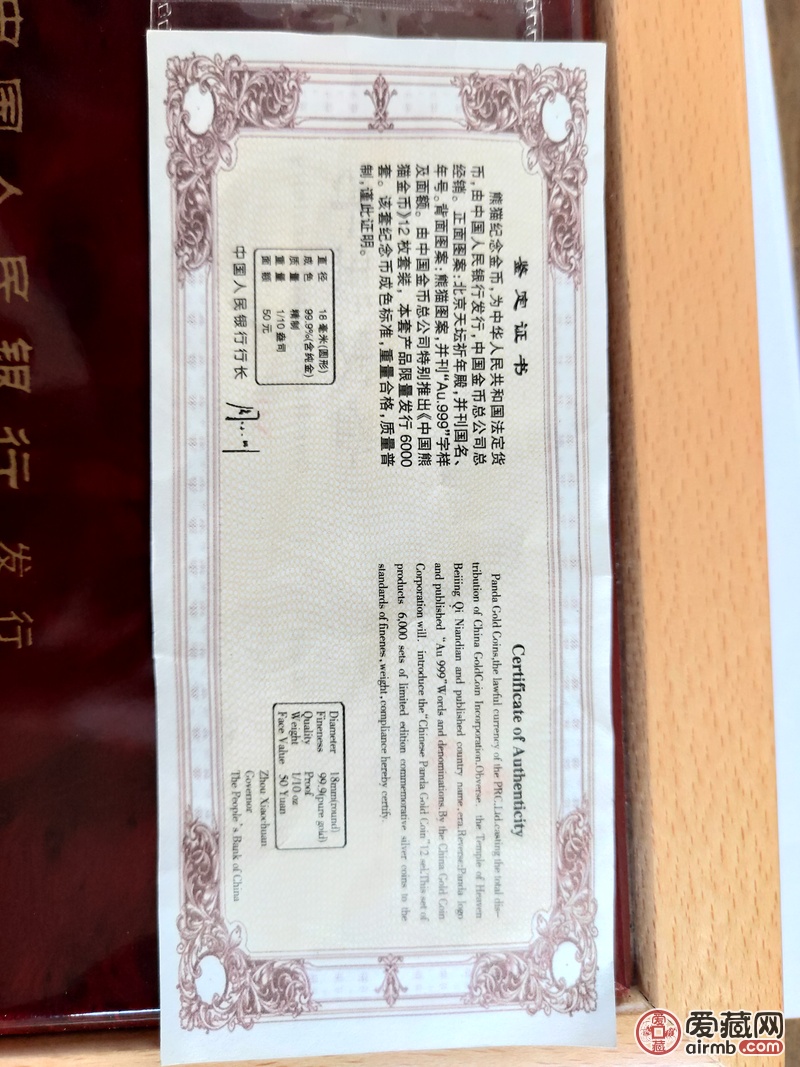 中国人民银行发行
鉴定证书
熊猫纪念金币,为中华人民共和国法定货
币,由中国人民银行发行,中国金币总公司总
经销。正面图案:北京天坛祈年殿,并刊国名、
年号。背面图案:熊猫图案,并刊“Au.999”字样
及面额。由中国金币总公司特别推出《中国熊
猫金币》12枚套装,本套产品限量发行6000
套。该套纪念币成色标准,重量合格,质量普
制,谨此证明。
直径 18毫米(圆形)
成色 99.9%(含纯金)
质量 精制
重量 1/10盎司
面额 50元
中国人民银行行长
Certificate of Authenticity
Panda Gold Coins,the lawful currency of the PRC.Ltd.coating the total dis-
tribution of China GoldCoin Incorporation.Obverse, the Temple of Heaven
Beiijng Qi Niandian and published country name,era.Reverse:Panda logo
and published “Au 999”Words and denominations.By the China Gold Coin
Corporation will: introduce the“Chinese Panda Gold Coin”12 set.This set of
products 6,000 sets of limited edition commemorative silver coins to the
standards of finenes,weight,compliance hereby certify.
Diameter 18mm(round)
Fineness 99.9(pure gold)
Quality Proof
Weight 1/10 oz
Face Value 50 Yuan
Zhou Xiaochuan
Governor
The People's Bank of China
爱藏网
airmb.com